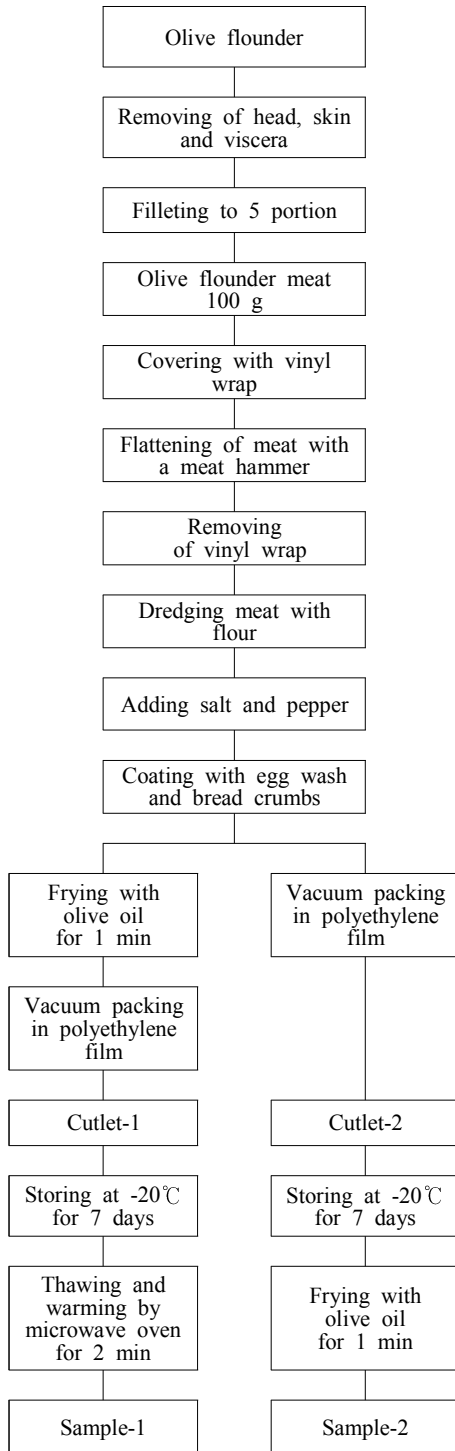 Olive flounder
Removing of head, skin
and viscera
Filleting to 5 portion
Olive flounder meat
100 g
Covering with vinyl
wrap
Flattening of meat with
a meat hammer
Removing
of vinyl wrap
Dredging meat with
flour
Adding salt and pepper
Coating with egg wash
and bread crumbs
Frying with
olive oil
for 1 min
Vacuum packing
in polyethylene
film
Cutlet-1
Storing at -20℃
for 7 days
Thawing and
warming by
microwave oven
for 2 min
Sample-1
Vacuum packing
in polyethylene
film
Cutlet-2
Storing at -20℃
for 7 days
Frying with
olive oil
for 1 min
Sample-2